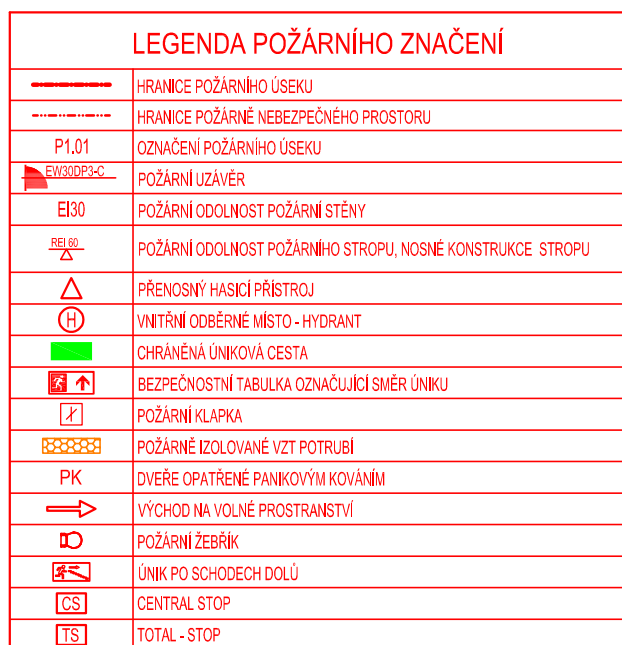 LEGENDA POŽÁRNÍHO ZNAČENÍ
HRANICE POŽÁRNÍHO ÚSEKU
HRANICE POŽÁRNĚ NEBEZPEČNÉHO PROSTORU
P1.01 OZNAČENÍ POŽÁRNÍHO ÚSEKU
EW30DP3-C POŽÁRNÍ UZÁVĚR
EI30 POŽÁRNÍ ODOLNOST POŽÁRNÍ STĚNY
REI 60 POŽÁRNÍ ODOLNOST POŽÁRNÍHO STROPU, NOSNÉ KONSTRUKCE STROPU
PŘENOSNÝ HASICÍ PŘÍSTROJ
H VNITŘNÍ ODBĚRNÉ MÍSTO - HYDRANT
CHRÁNĚNÁ ÚNIKOVÁ CESTA
BEZPEČNOSTNÍ TABULKA OZNAČUJÍCÍ SMĚR ÚNIKU
POŽÁRNÍ KLAPKA
POŽÁRNĚ IZOLOVANÉ VZT POTRUBÍ
PK DVEŘE OPATŘENÉ PANIKOVÝM KOVÁNÍM
VÝCHOD NA VOLNÉ PROSTRANSTVÍ
POŽÁRNÍ ŽEBŘÍK
ÚNIK PO SCHODECH DOLŮ
CS CENTRAL STOP
TS TOTAL - STOP